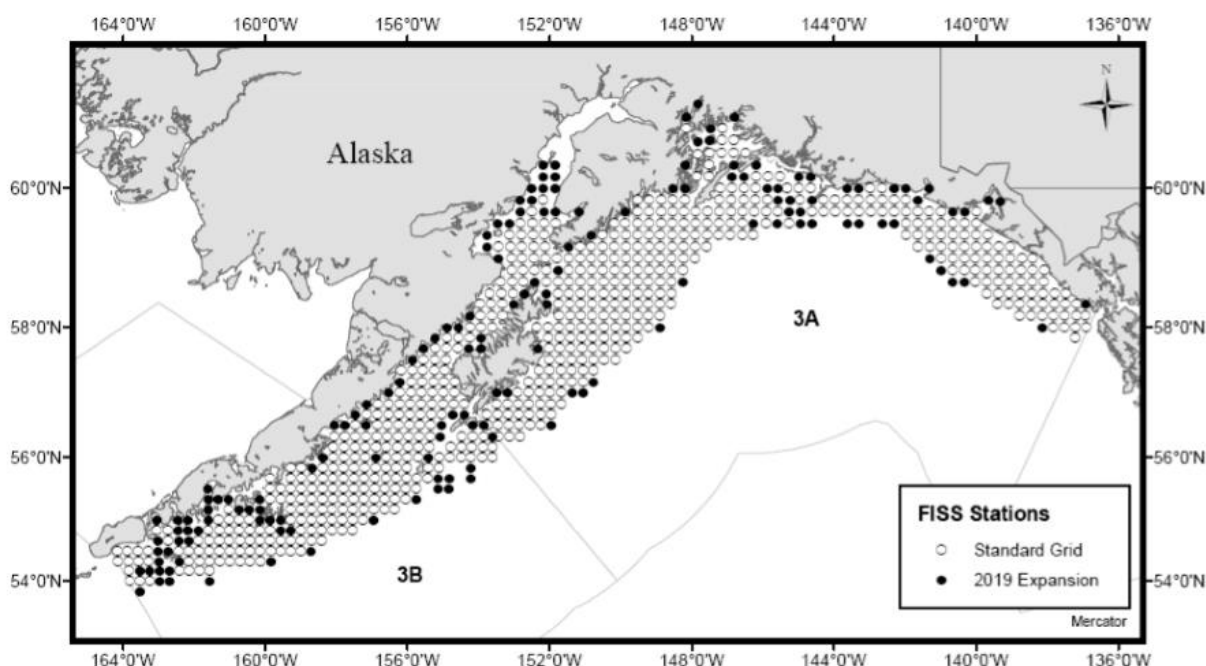 164°0'W 160°0'W 156°0'W 152°0'W 148°0'W 144°0'W 140°0'W 136°0'W
N
Alaska
60°0'N 60°0'N
58°0'N 3A 58°0'N
56°0'N 56°0'N
FISS Stations
Standard Grid
3B
54°0'N 2019 Expansion 54°0'N
Mercator
164°0'W 160°0'W 156°0'W 152°0'W 148°0'W 144°0'W 140°0'W 136°0'W